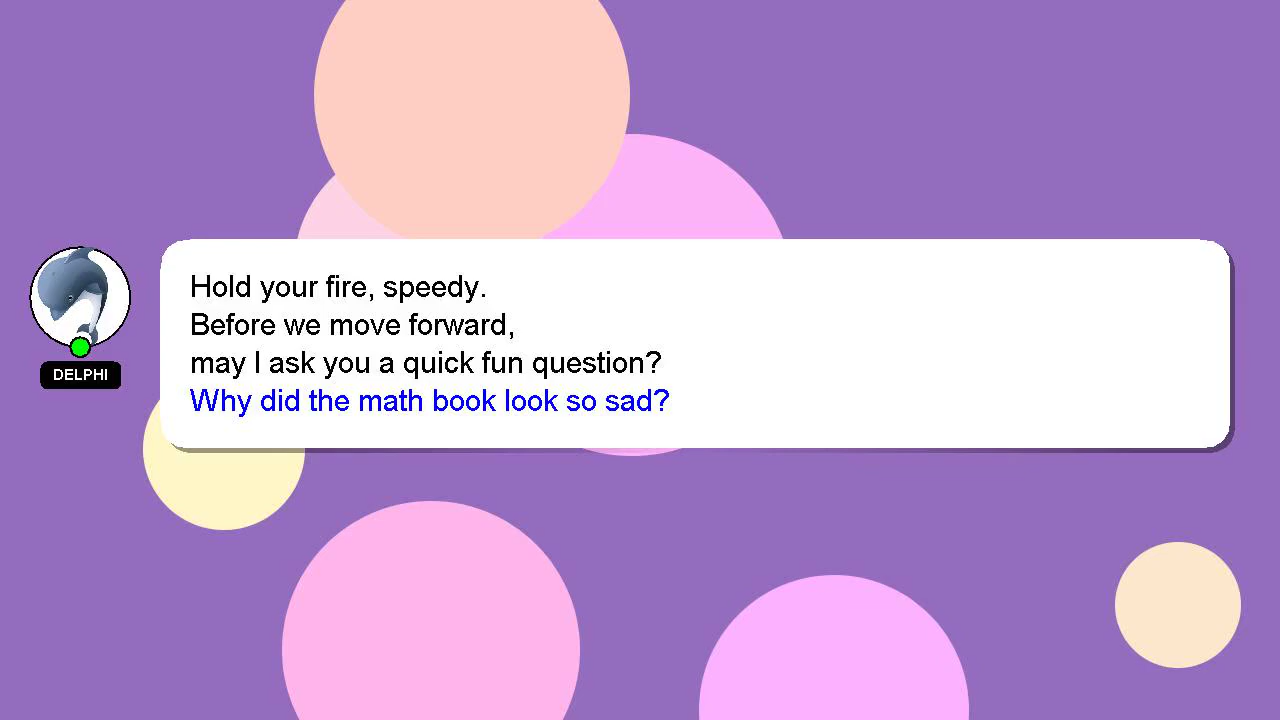 Hold your fire, speedy.
Before we move forward,
may I ask you a quick fun question?
Why did the math book look so sad?
DELPHI